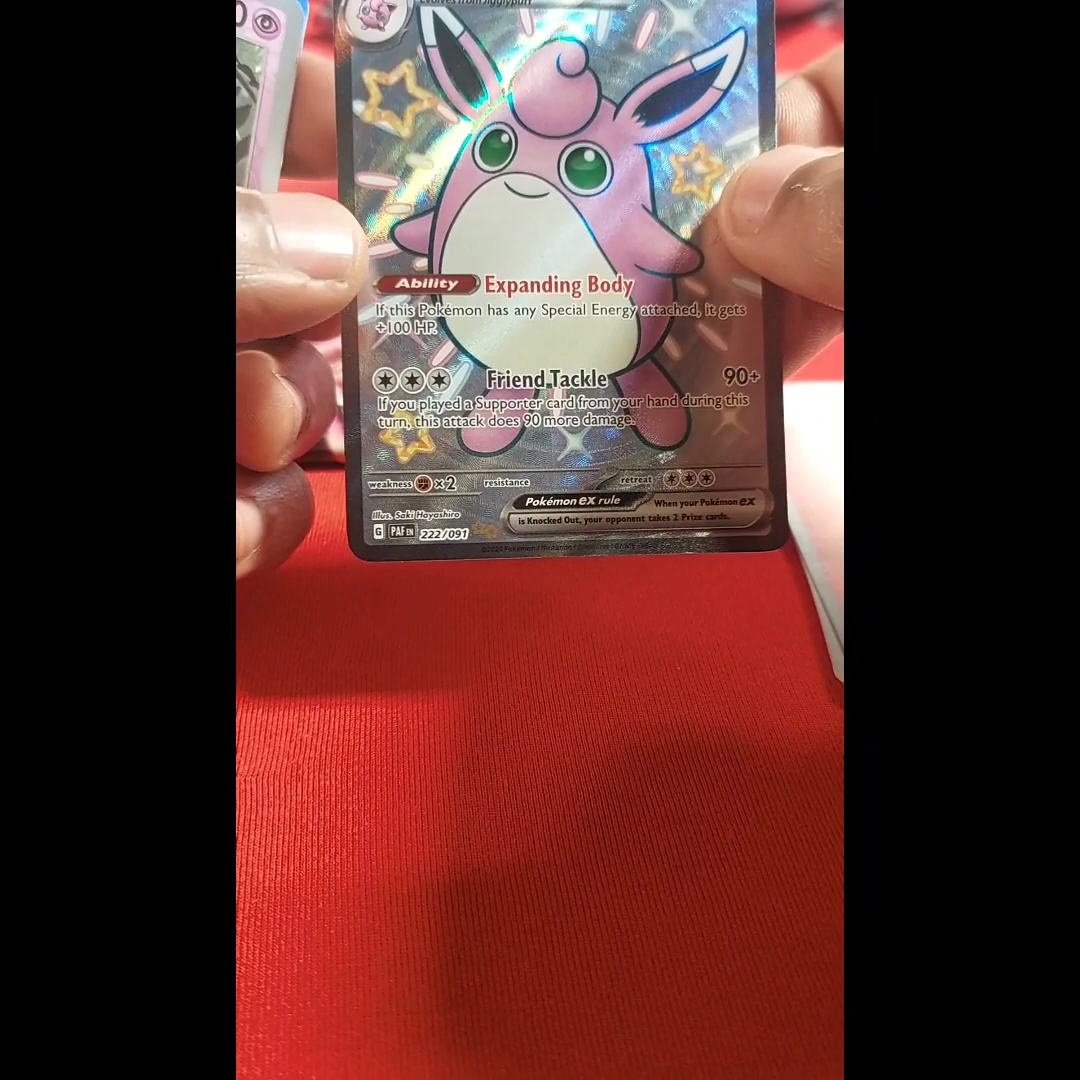 Evolves from Jigglypuff
Ability Expanding Body
If this Pokémon has any Special Energy attached, it gets
+100 HP.
Friend Tackle 90+
If you played a Supporter card from your hand during this
turn, this attack does 90 more damage.
weakness ×2 resistance retreat
Pokémon ex rule When your Pokémon ex
is Knocked Out, your opponent takes 2 Prize cards.
Illus. Saki Hayashiro
G PAF EN 222/091